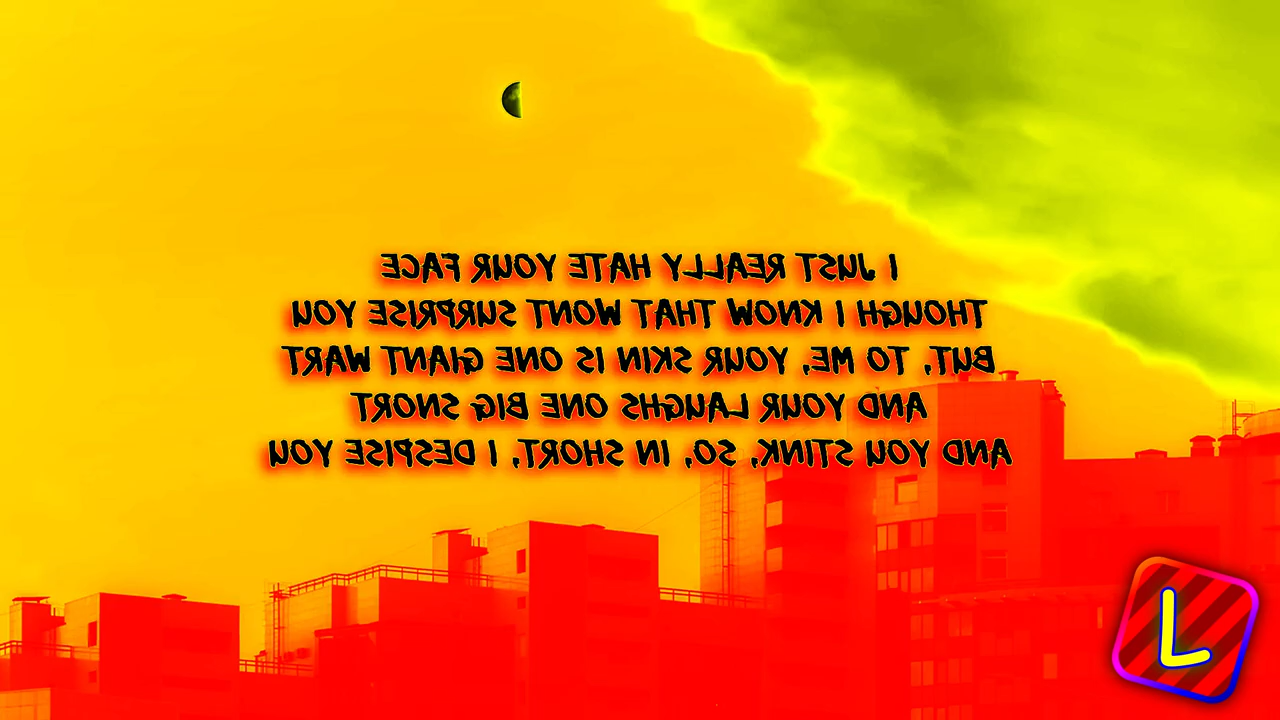 I JUST REALLY HATE YOUR FACE
THOUGH I KNOW THAT WONT SURPRISE YOU
BUT, TO ME, YOUR SKIN IS ONE GIANT WART
AND YOUR LAUGHS ONE BIG SNORT
AND YOU STINK, SO, IN SHORT, I DESPISE YOU
L